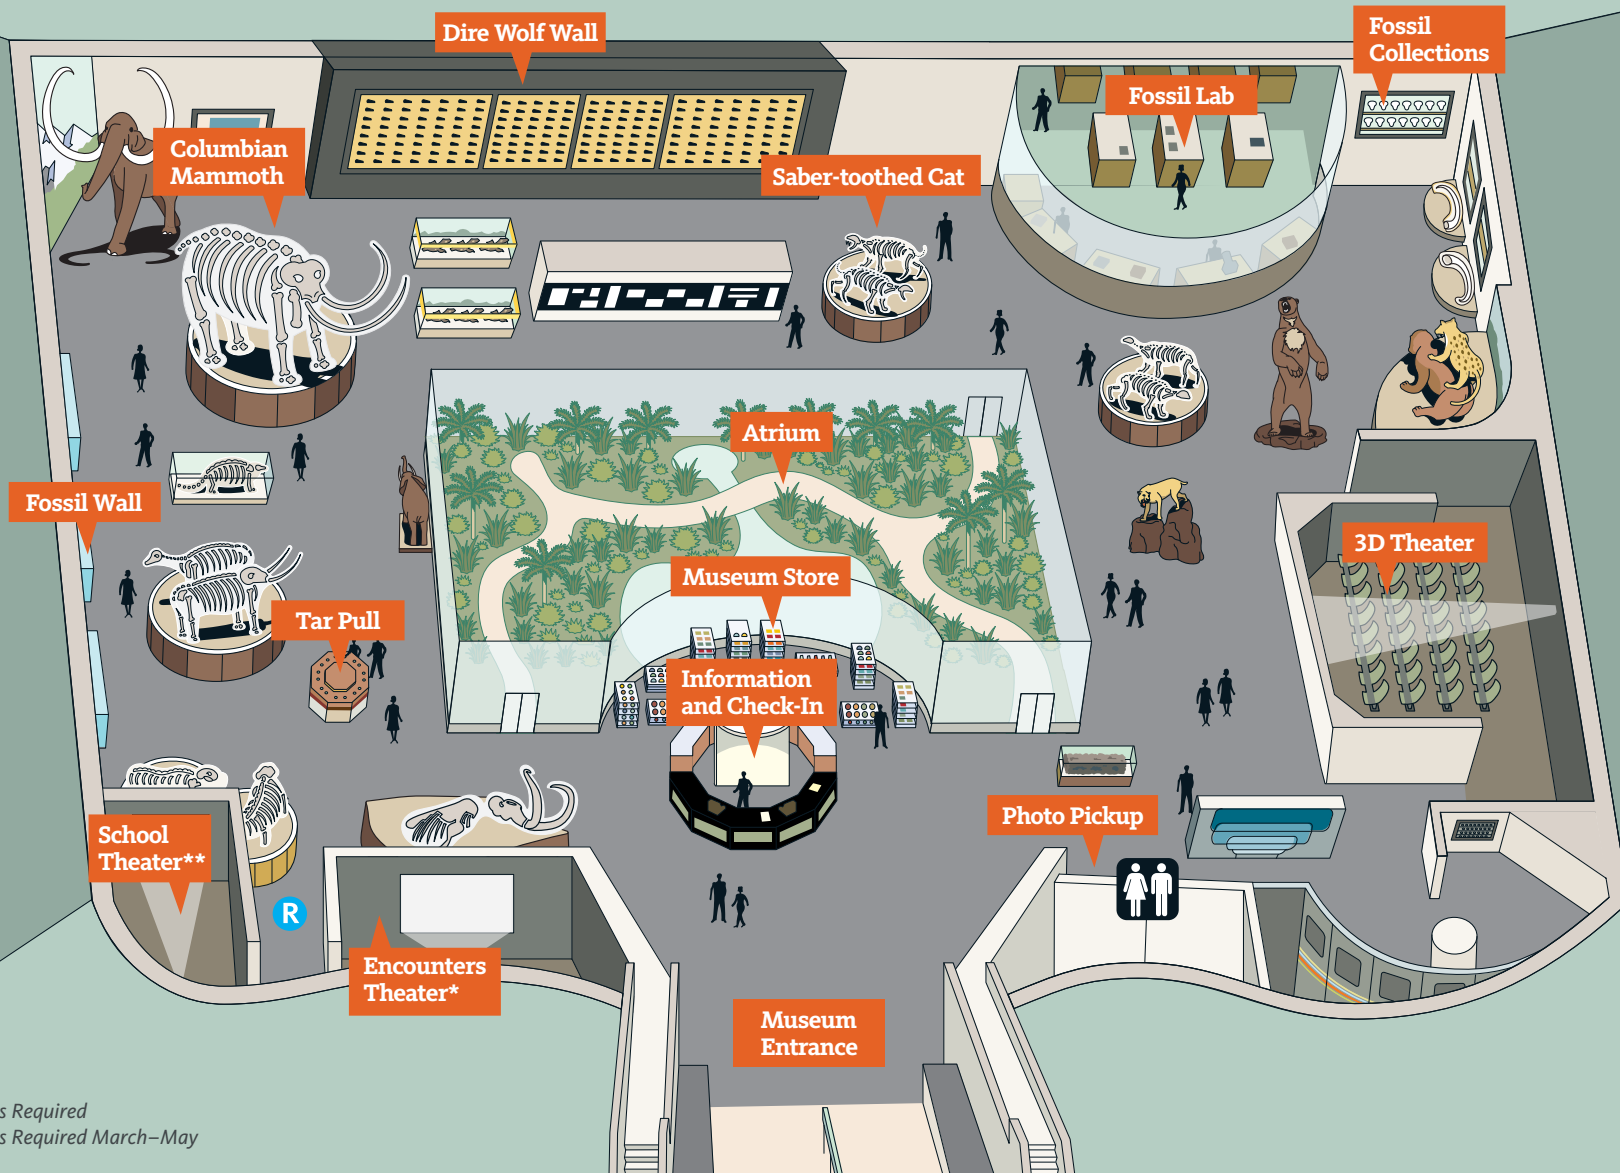 Dire Wolf Wall
Fossil
Collections
Fossil Lab
Columbian
Mammoth
Saber-toothed Cat
Atrium
Fossil Wall
3D Theater
Museum Store
Tar Pull
Information
and Check-In
Photo Pickup
School
Theater**
R
Encounters
Theater*
Museum
Entrance
s Required
s Required March–May